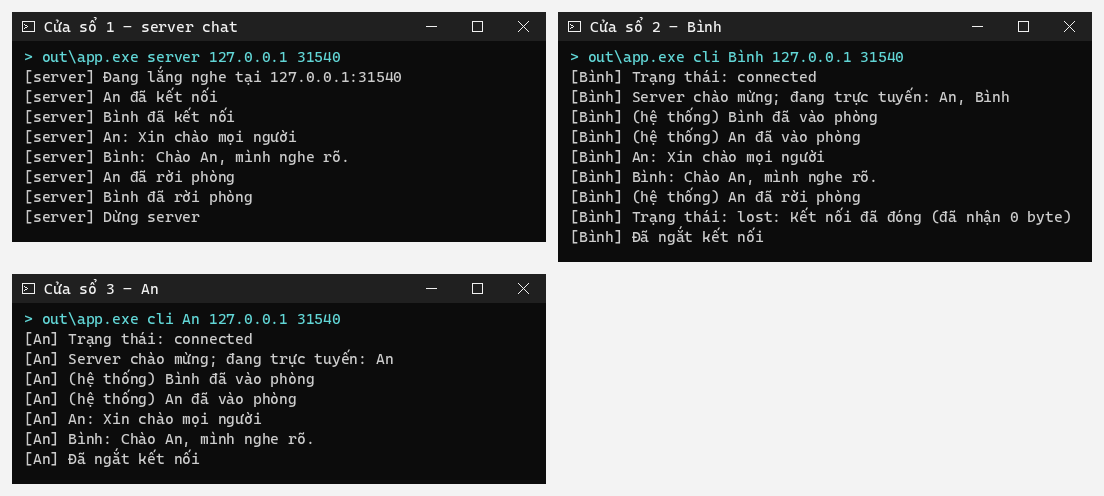 Cửa sổ 1 — server chat
> out\app.exe server 127.0.0.1 31540
[server] Đang lắng nghe tại 127.0.0.1:31540
[server] An đã kết nối
[server] Bình đã kết nối
[server] An: Xin chào mọi người
[server] Bình: Chào An, mình nghe rõ.
[server] An đã rời phòng
[server] Bình đã rời phòng
[server] Dừng server
Cửa sổ 2 — Bình
> out\app.exe cli Bình 127.0.0.1 31540
[Bình] Trạng thái: connected
[Bình] Server chào mừng; đang trực tuyến: An, Bình
[Bình] (hệ thống) Bình đã vào phòng
[Bình] (hệ thống) An đã vào phòng
[Bình] An: Xin chào mọi người
[Bình] Bình: Chào An, mình nghe rõ.
[Bình] (hệ thống) An đã rời phòng
[Bình] Trạng thái: lost: Kết nối đã đóng (đã nhận 0 byte)
[Bình] Đã ngắt kết nối
Cửa sổ 3 — An
> out\app.exe cli An 127.0.0.1 31540
[An] Trạng thái: connected
[An] Server chào mừng; đang trực tuyến: An
[An] (hệ thống) Bình đã vào phòng
[An] (hệ thống) An đã vào phòng
[An] An: Xin chào mọi người
[An] Bình: Chào An, mình nghe rõ.
[An] Đã ngắt kết nối